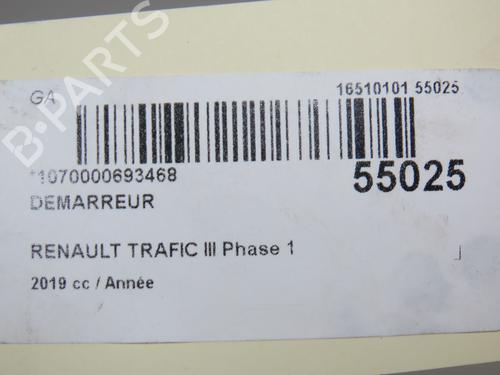 B-PARTS
GA
16510101 55025
*1070000693468
55025
DEMARREUR
RENAULT TRAFIC III Phase 1
2019 cc / Année